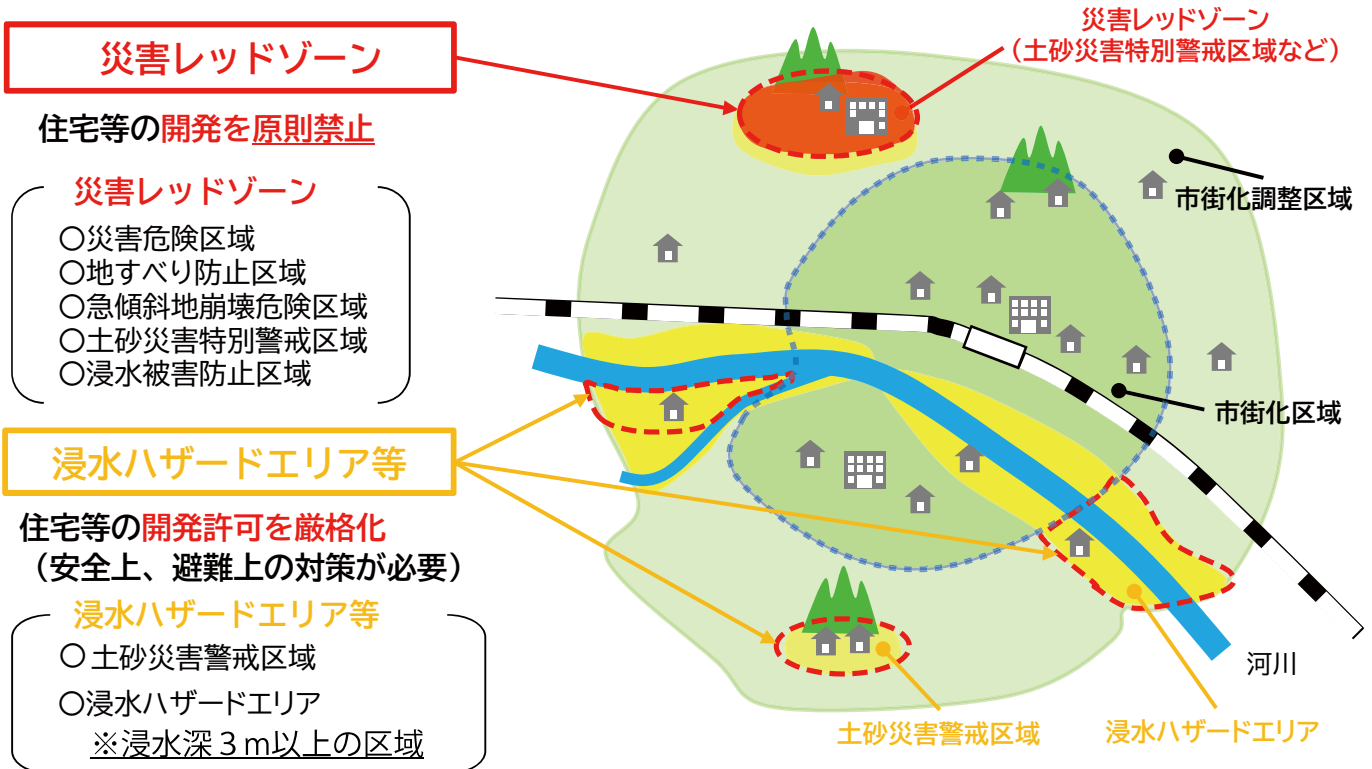 災害レッドゾーン
住宅等の開発を原則禁止
災害レッドゾーン
〇災害危険区域
〇地すべり防止区域
〇急傾斜地崩壊危険区域
〇土砂災害特別警戒区域
〇浸水被害防止区域
浸水ハザードエリア等
住宅等の開発許可を厳格化
（安全上、避難上の対策が必要）
浸水ハザードエリア等
〇土砂災害警戒区域
〇浸水ハザードエリア
※浸水深３ｍ以上の区域
災害レッドゾーン
（土砂災害特別警戒区域など）
市街化調整区域
市街化区域
河川
土砂災害警戒区域
浸水ハザードエリア